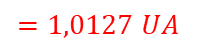 = 1,0127 UA